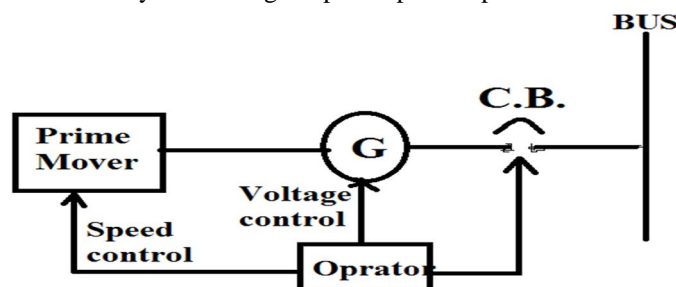 BUS
C.B.
Prime
Mover
G
Voltage
control
Speed
control
Oprator